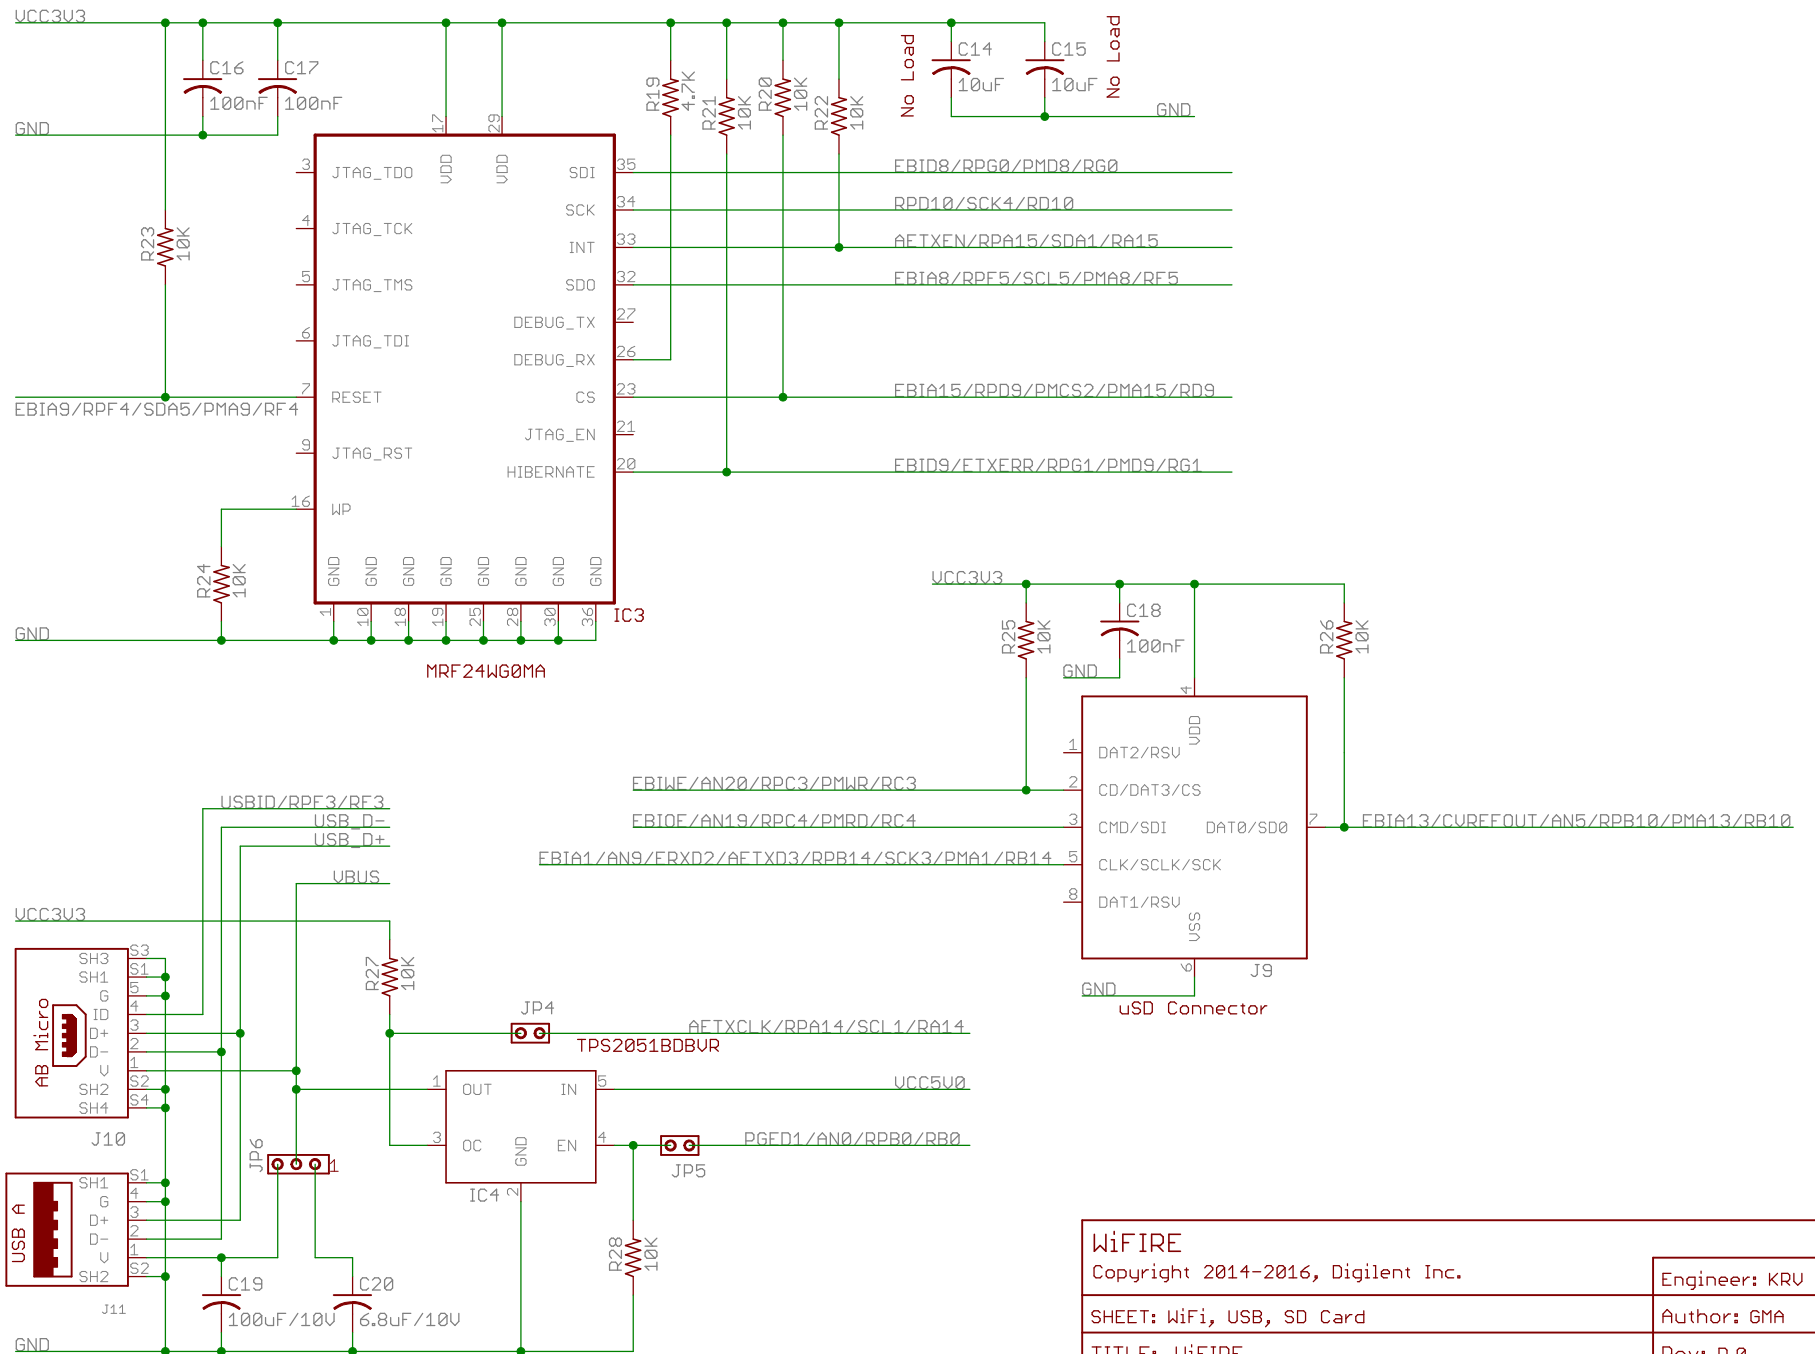 VCC3V3
C16
100nF
C17
100nF
GND
R23
10K
R19
4.7K
R21
10K
R20
10K
R22
10K
No Load
C14
10uF
C15
10uF
No Load
GND
17
VDD
29
VDD
3
JTAG_TDO
4
JTAG_TCK
5
JTAG_TMS
6
JTAG_TDI
7
RESET
EBIA9/RPF4/SDA5/PMA9/RF4
9
JTAG_RST
16
WP
SDI
35
EBID8/RPG0/PMD8/RG0
SCK
34
RPD10/SCK4/RD10
INT
33
AETXEN/RPA15/SDA1/RA15
SDO
32
EBIA8/RPF5/SCL5/PMA8/RF5
DEBUG_TX
27
DEBUG_RX
26
CS
23
EBIA15/RPD9/PMCS2/PMA15/RD9
JTAG_EN
21
HIBERNATE
20
EBID9/ETXERR/RPG1/PMD9/RG1
R24
10K
GND
GND
GND
GND
GND
GND
GND
GND
1
10
18
19
25
28
30
36
IC3
GND
MRF24WG0MA
VCC3V3
R25
10K
C18
100nF
GND
R26
10K
4
VDD
1
DAT2/RSV
EBIWE/AN20/RPC3/PMWR/RC3
2
CD/DAT3/CS
EBIOE/AN19/RPC4/PMRD/RC4
3
CMD/SDI
DAT0/SD0
7
EBIA13/CVREFOUT/AN5/RPB10/PMA13/RB10
EBIA1/AN9/ERXD2/AETXD3/RPB14/SCK3/PMA1/RB14
5
CLK/SCLK/SCK
8
DAT1/RSV
VSS
6
J9
GND
uSD Connector
USBID/RPF3/RF3
USB_D-
USB_D+
VBUS
VCC3V3
AB Micro
SH3
S3
SH1
S1
G
5
ID
4
D+
3
D-
2
V
1
SH2
S2
SH4
S4
J10
R27
10K
JP4
AETXCLK/RPA14/SCL1/RA14
TPS2051BDBVR
1
OUT
IN
5
VCC5V0
3
OC
GND
EN
4
PGED1/AN0/RPB0/RB0
JP5
IC4
2
JP6
1
USB A
SH1
S1
G
4
D+
3
D-
2
V
1
SH2
S2
J11
C19
100uF/10V
C20
6.8uF/10V
R28
10K
GND
WiFIRE
Copyright 2014-2016, Digilent Inc.
Engineer: KRV
SHEET: WiFi, USB, SD Card
Author: GMA
TITLE: WiFIRE